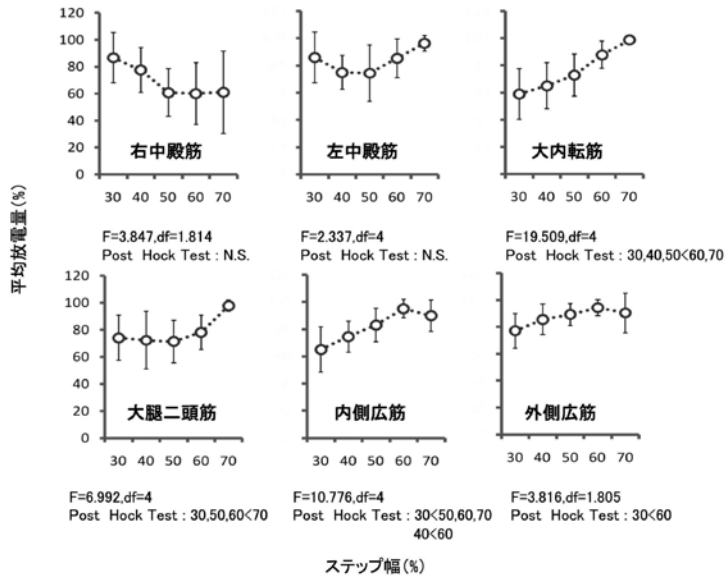 120
100
80
60
40
20
0
右中殿筋
左中殿筋
大内転筋
30 40 50 60 70
30 40 50 60 70
30 40 50 60 70
F=3.847,df=1.814
Post Hock Test : N.S.
F=2.337,df=4
Post Hock Test : N.S.
F=19.509,df=4
Post Hock Test : 30,40,50<60,70
平均放電量(%)
120
100
80
60
40
20
0
大腿二頭筋
内側広筋
外側広筋
30 40 50 60 70
30 40 50 60 70
30 40 50 60 70
F=6.992,df=4
Post Hock Test : 30,50,60<70
F=10.776,df=4
Post Hock Test : 30<50,60,70
40<60
F=3.816,df=1.805
Post Hock Test : 30<60
ステップ幅(%)